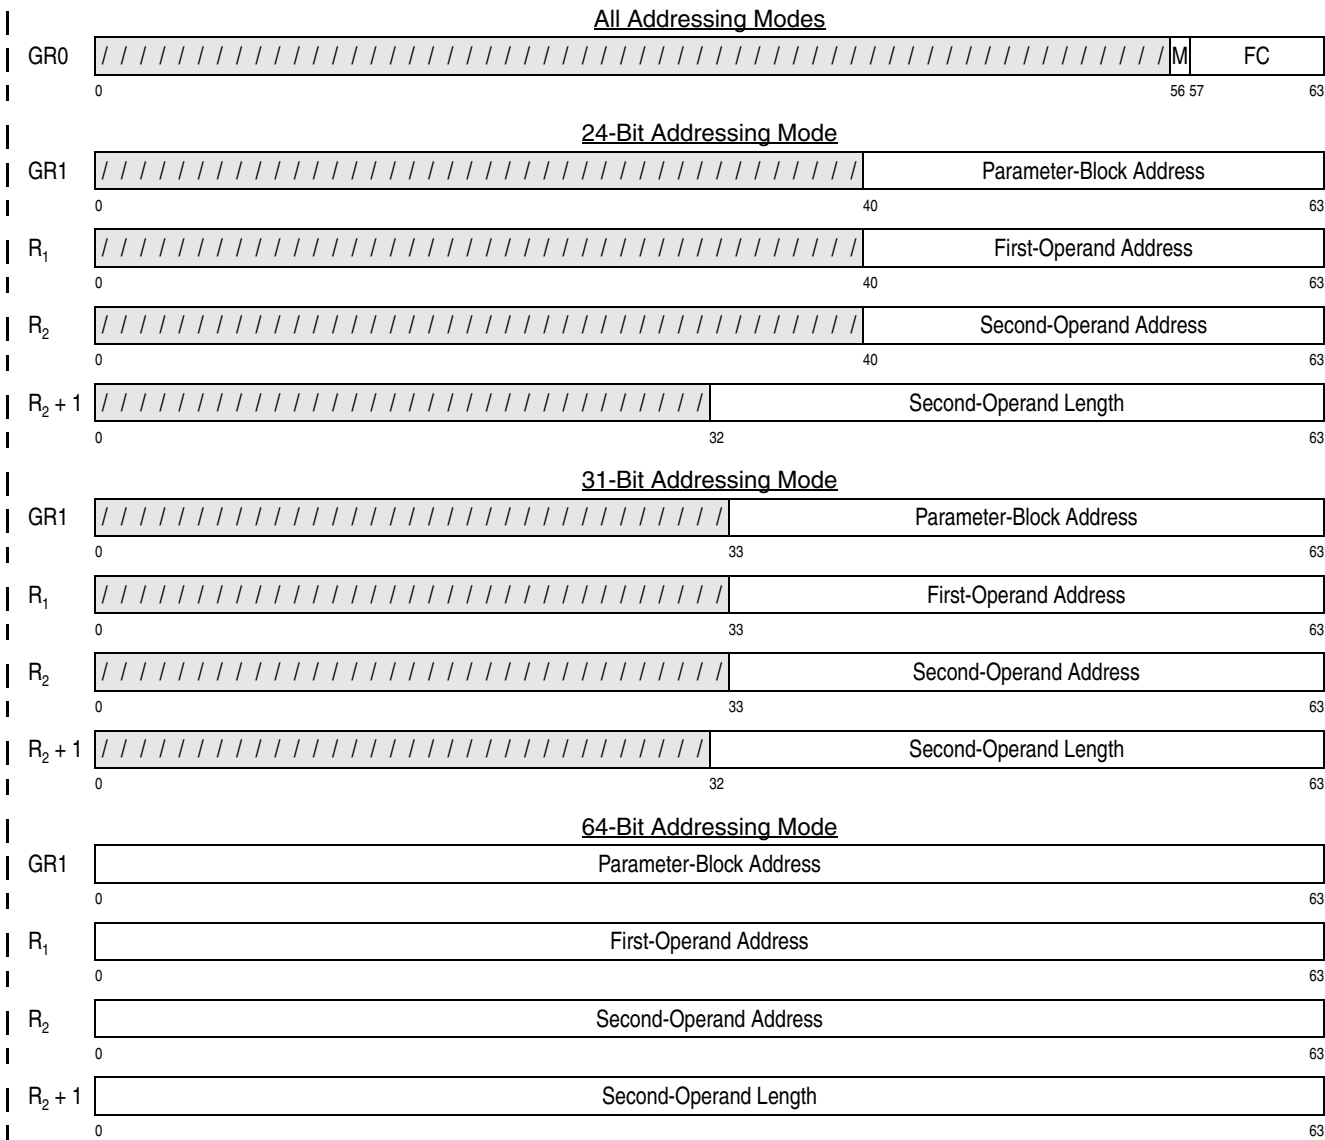 All Addressing Modes
GR0 / / / / / / / / / / / / / / / / / / / / / / / / / / / / / / / / / / / / / / / / / / / / / / / / / / / / / / / / M FC
0 56 57 63
24-Bit Addressing Mode
GR1 / / / / / / / / / / / / / / / / / / / / / / / / / / / / / / / / / / / / / / / / Parameter-Block Address
0 40 63
R1 / / / / / / / / / / / / / / / / / / / / / / / / / / / / / / / / / / / / / / / / First-Operand Address
0 40 63
R2 / / / / / / / / / / / / / / / / / / / / / / / / / / / / / / / / / / / / / / / / Second-Operand Address
0 40 63
R2 + 1 / / / / / / / / / / / / / / / / / / / / / / / / / / / / / / / / Second-Operand Length
0 32 63
31-Bit Addressing Mode
GR1 / / / / / / / / / / / / / / / / / / / / / / / / / / / / / / / / / Parameter-Block Address
0 33 63
R1 / / / / / / / / / / / / / / / / / / / / / / / / / / / / / / / / / First-Operand Address
0 33 63
R2 / / / / / / / / / / / / / / / / / / / / / / / / / / / / / / / / / Second-Operand Address
0 33 63
R2 + 1 / / / / / / / / / / / / / / / / / / / / / / / / / / / / / / / / Second-Operand Length
0 32 63
64-Bit Addressing Mode
GR1 Parameter-Block Address
0 63
R1 First-Operand Address
0 63
R2 Second-Operand Address
0 63
R2 + 1 Second-Operand Length
0 63